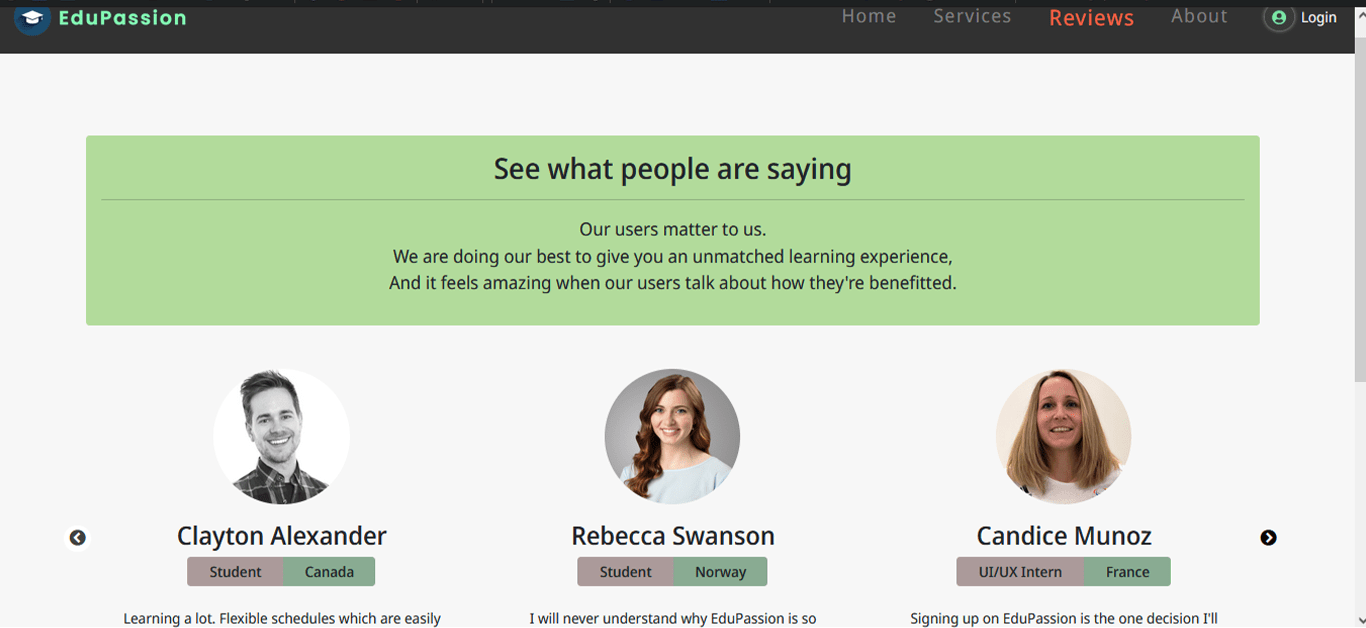 EduPassion
Home Services Reviews About Login
See what people are saying
Our users matter to us.
We are doing our best to give you an unmatched learning experience,
And it feels amazing when our users talk about how they're benefitted.
Clayton Alexander
Student Canada
Learning a lot. Flexible schedules which are easily
Rebecca Swanson
Student Norway
I will never understand why EduPassion is so
Candice Munoz
UI/UX Intern France
Signing up on EduPassion is the one decision I'll